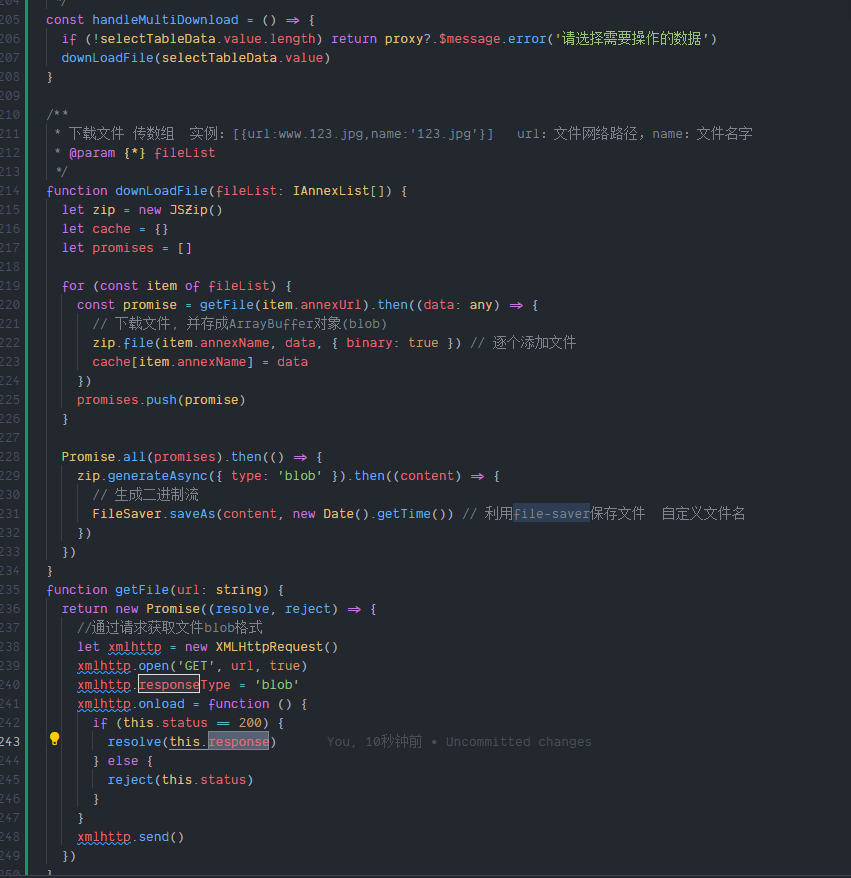 204 */
205 const handleMultiDownload = () => {
206 if (!selectTableData.value.length) return proxy?.$message.error('请选择需要操作的数据')
207 downLoadFile(selectTableData.value)
208 }
209
210 /**
211 * 下载文件 传数组 实例: [{url:www.123.jpg,name:'123.jpg'}] url: 文件网络路径, name: 文件名字
212 * @param {*} fileList
213 */
214 function downLoadFile(fileList: IAnnexList[]) {
215 let zip = new JSZip()
216 let cache = {}
217 let promises = []
218
219 for (const item of fileList) {
220 const promise = getFile(item.annexUrl).then((data: any) => {
221 // 下载文件, 并存成ArrayBuffer对象(blob)
222 zip.file(item.annexName, data, { binary: true }) // 逐个添加文件
223 cache[item.annexName] = data
224 })
225 promises.push(promise)
226 }
227
228 Promise.all(promises).then(() => {
229 zip.generateAsync({ type: 'blob' }).then((content) => {
230 // 生成二进制流
231 FileSaver.saveAs(content, new Date().getTime()) // 利用file-saver保存文件 自定义文件名
232 })
233 })
234 }
235 function getFile(url: string) {
236 return new Promise((resolve, reject) => {
237 //通过请求获取文件blob格式
238 let xmlhttp = new XMLHttpRequest()
239 xmlhttp.open('GET', url, true)
240 xmlhttp.responseType = 'blob'
241 xmlhttp.onload = function () {
242 if (this.status == 200) {
243 resolve(this.response) You, 10秒钟前 • Uncommitted changes
244 } else {
245 reject(this.status)
246 }
247 }
248 xmlhttp.send()
249 })
250 }